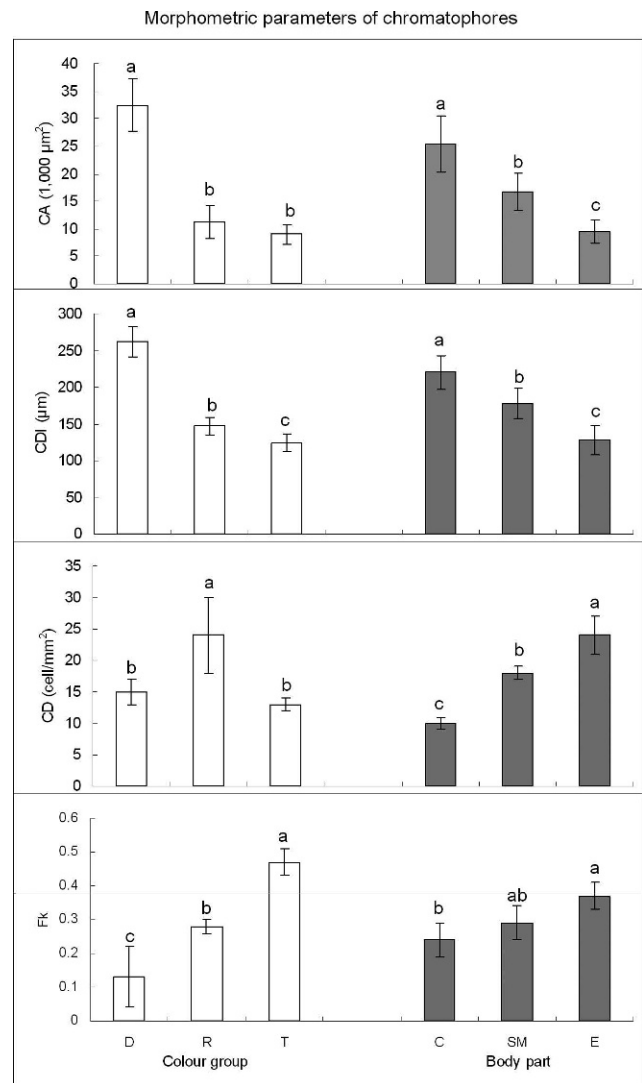 Morphometric parameters of chromatophores
CA (1,000 µm²)
40
35
30
25
20
15
10
5
0
a
b
b
a
b
c
CDI (µm)
300
250
200
150
100
50
0
a
b
c
a
b
c
CD (cell/mm²)
35
30
25
20
15
10
5
0
b
a
b
c
b
a
Fk
0.6
0.5
0.4
0.3
0.2
0.1
0
c
b
a
b
ab
a
D R T C SM E
Colour group Body part